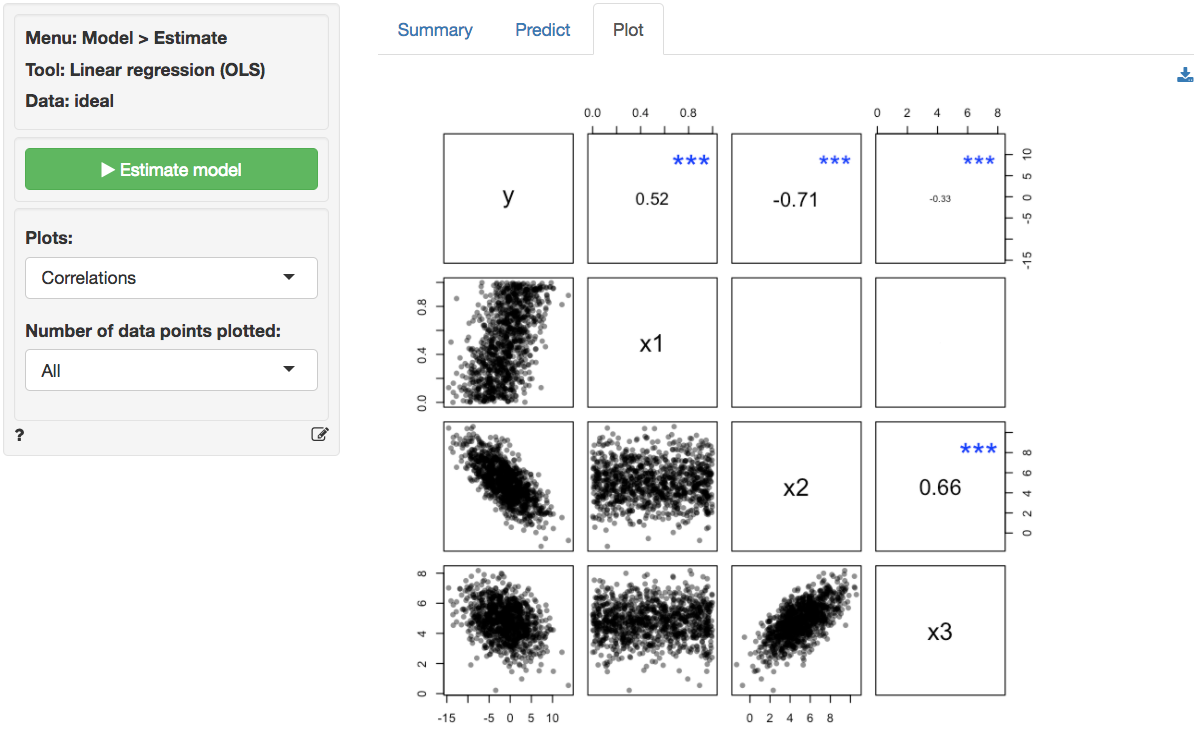 Menu: Model > Estimate
Tool: Linear regression (OLS)
Data: ideal
Estimate model
Plots:
Correlations
Number of data points plotted:
All
?
Summary Predict Plot
0.0 0.4 0.8
0 2 4 6 8
y
***
0.52
***
-0.71
***
-0.33
10
5
0
-5
-15
0.8
0.4
0.0
x1
x2
***
0.66
8
6
4
2
0
8
6
4
2
0
x3
-15 -5 0 5 10
0 2 4 6 8